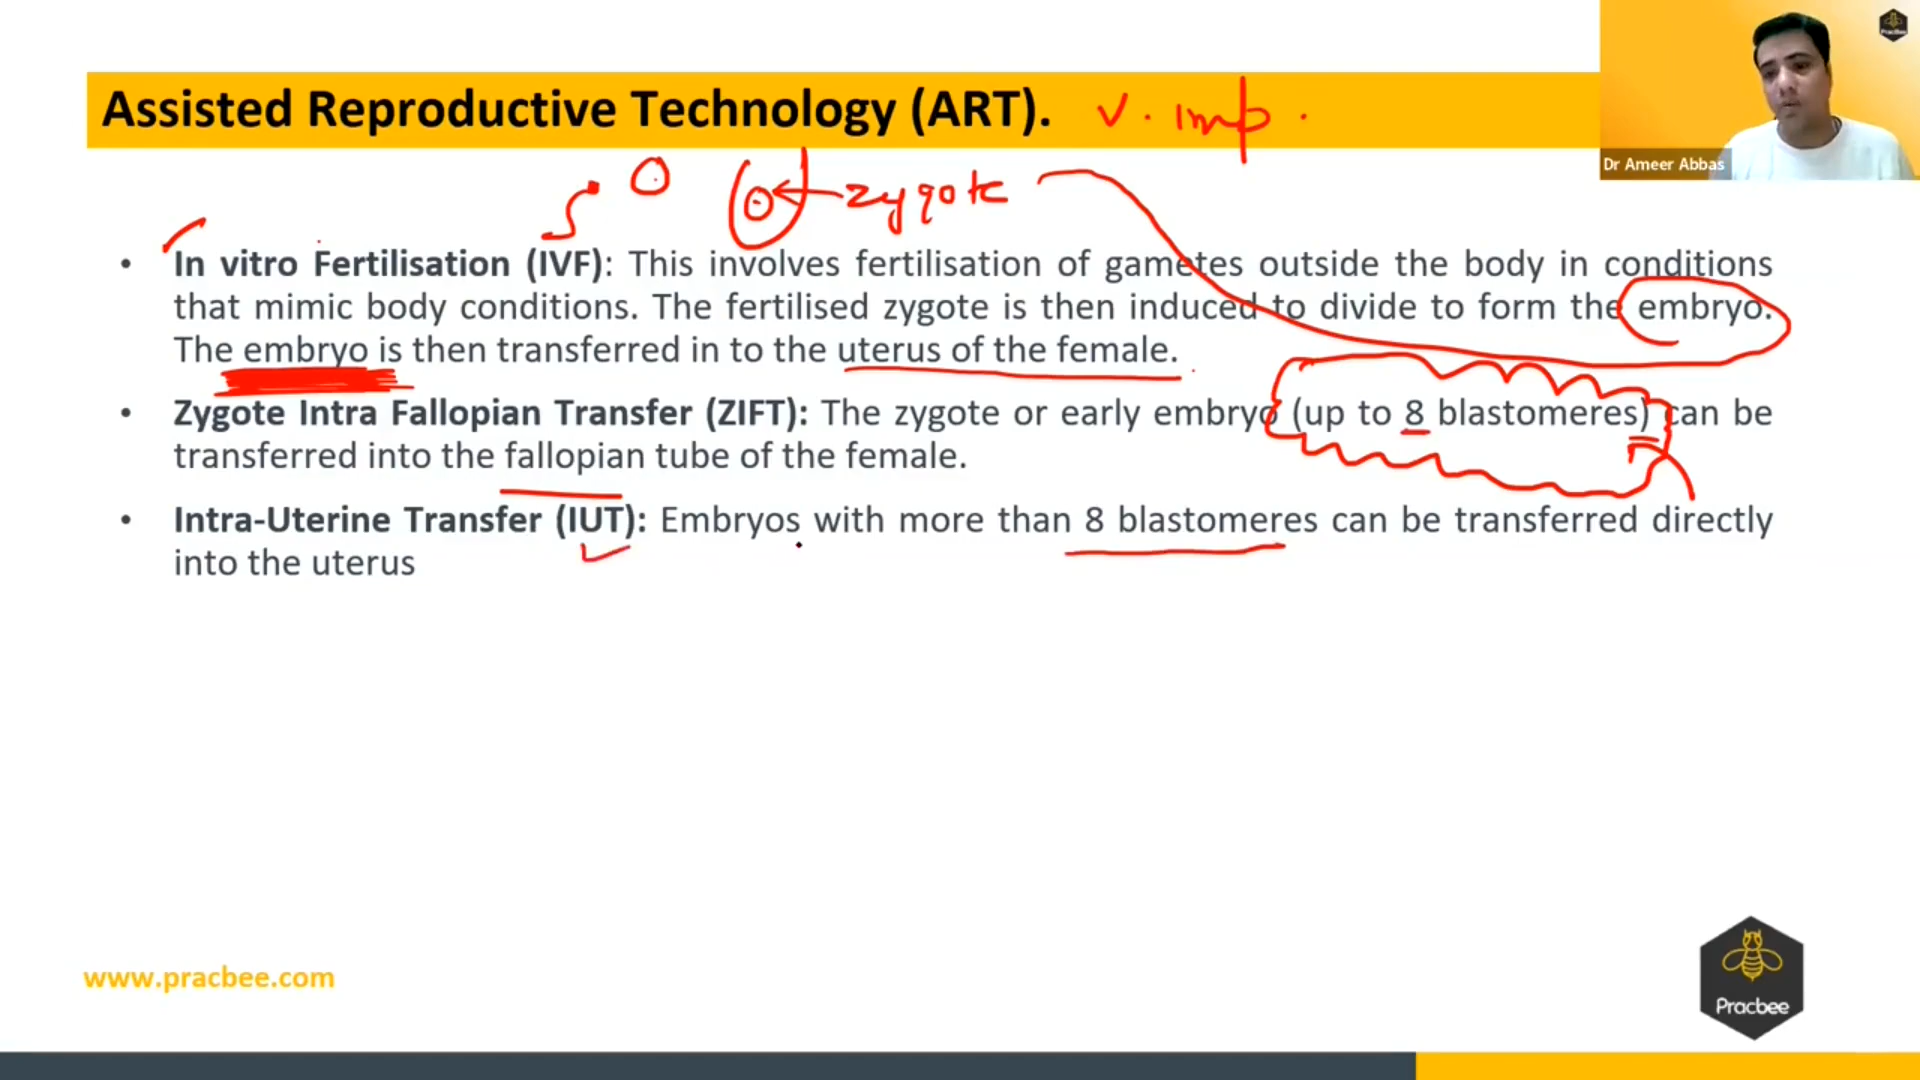 PracBee
Assisted Reproductive Technology (ART). V. Imp.
Dr Ameer Abbas
zygote
• In vitro Fertilisation (IVF): This involves fertilisation of gametes outside the body in conditions
that mimic body conditions. The fertilised zygote is then induced to divide to form the embryo.
The embryo is then transferred in to the uterus of the female.
• Zygote Intra Fallopian Transfer (ZIFT): The zygote or early embryo (up to 8 blastomeres) can be
transferred into the fallopian tube of the female.
• Intra-Uterine Transfer (IUT): Embryos with more than 8 blastomeres can be transferred directly
into the uterus
www.pracbee.com
Pracbee